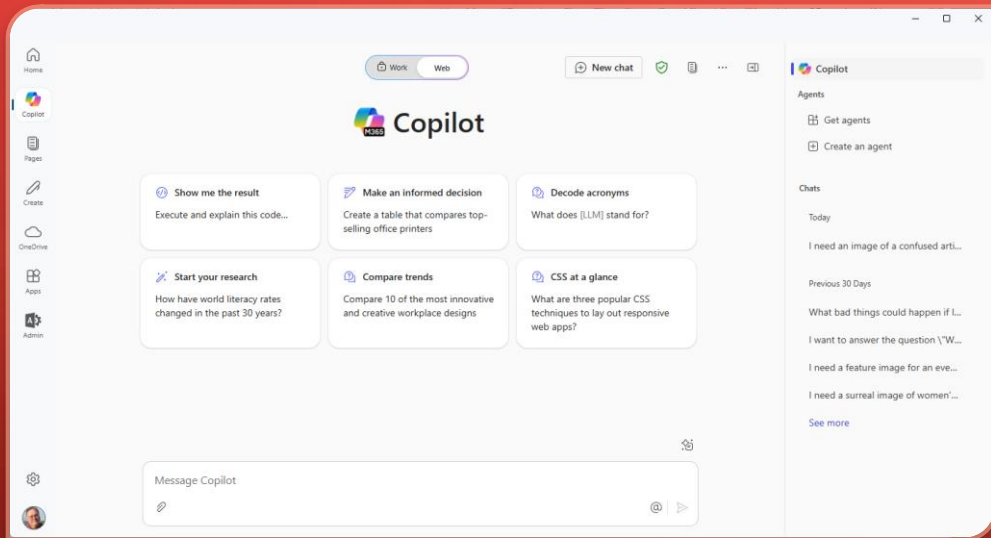 Home
Copilot
Pages
Create
OneDrive
Apps
Admin
Work
Web
New chat
M365
Copilot
Show me the result
Execute and explain this code...
Make an informed decision
Create a table that compares top-
selling office printers
Decode acronyms
What does [LLM] stand for?
Start your research
How have world literacy rates
changed in the past 30 years?
Compare trends
Compare 10 of the most innovative
and creative workplace designs
CSS at a glance
What are three popular CSS
techniques to lay out responsive
web apps?
Message Copilot
Copilot
Agents
Get agents
Create an agent
Chats
Today
I need an image of a confused arti...
Previous 30 Days
What bad things could happen if I...
I want to answer the question \"W...
I need a feature image for an eve...
I need a surreal image of women'...
See more